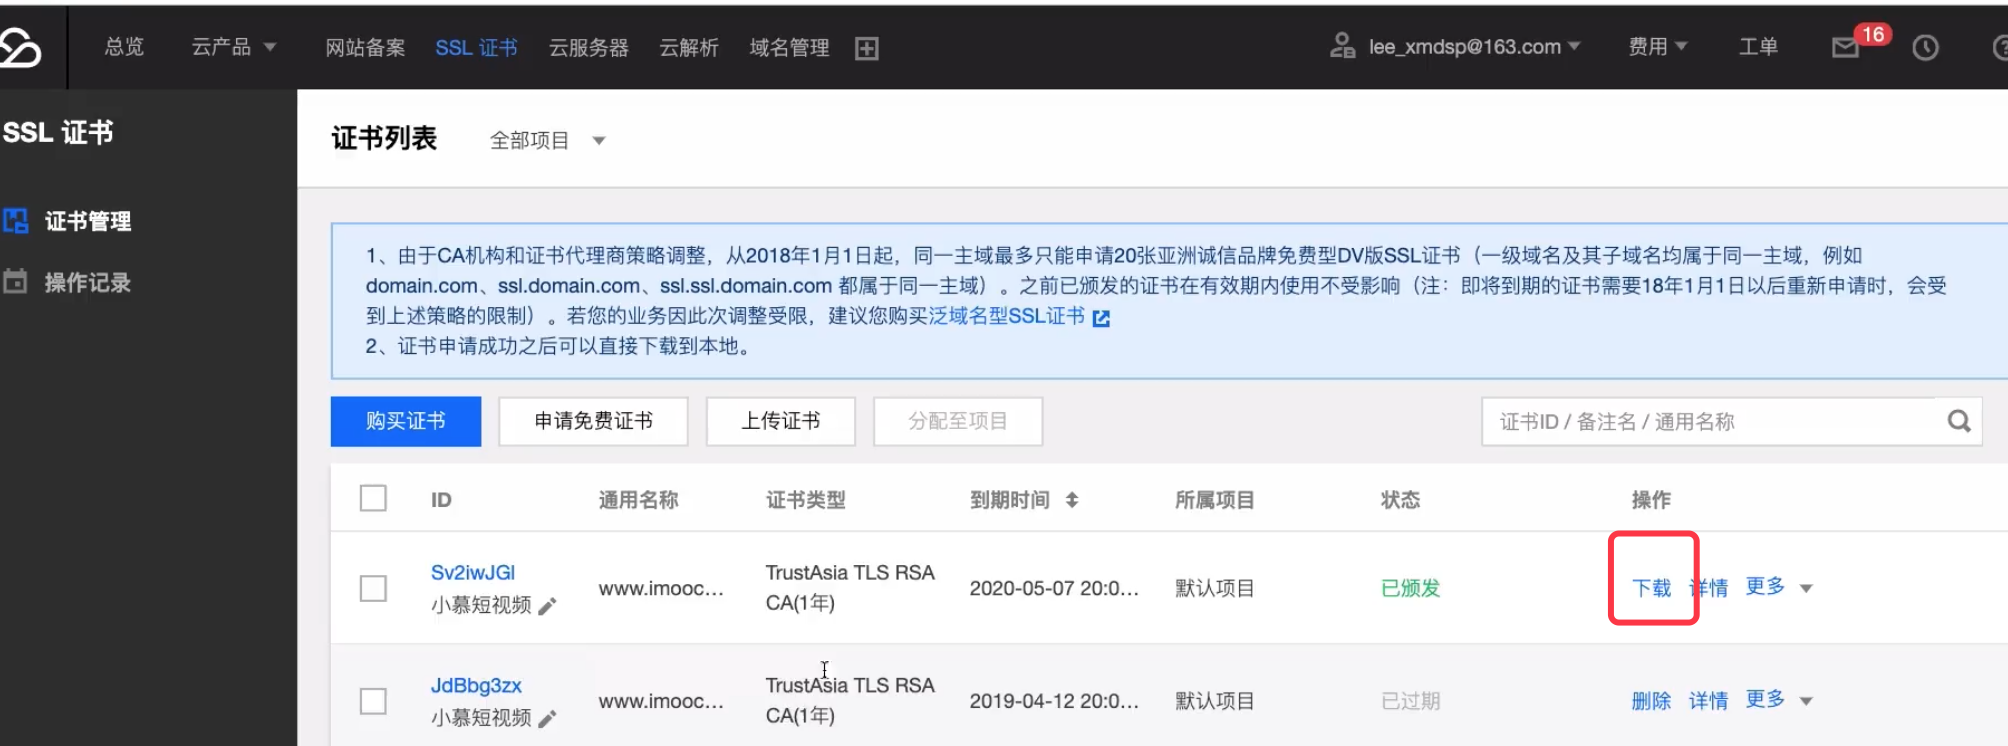 总览 云产品 网站备案 SSL 证书 云服务器 云解析 域名管理 lee_xmdsp@163.com 费用 工单 16
SSL 证书
证书管理
操作记录
证书列表 全部项目
1、由于CA机构和证书代理商策略调整，从2018年1月1日起，同一主域最多只能申请20张亚洲诚信品牌免费型DV版SSL证书（一级域名及其子域名均属于同一主域，例如
domain.com、ssl.domain.com、ssl.ssl.domain.com 都属于同一主域）。之前已颁发的证书在有效期内使用不受影响（注：即将到期的证书需要18年1月1日以后重新申请时，会受
到上述策略的限制）。若您的业务因此次调整受限，建议您购买泛域名型SSL证书
2、证书申请成功之后可以直接下载到本地。
购买证书 申请免费证书 上传证书 分配至项目 证书ID / 备注名 / 通用名称
ID 通用名称 证书类型 到期时间 所属项目 状态 操作
Sv2iwJGl
小慕短视频 www.imooc... TrustAsia TLS RSA
CA(1年) 2020-05-07 20:0... 默认项目 已颁发 下载 详情 更多
JdBbg3zx
小慕短视频 www.imooc... TrustAsia TLS RSA
CA(1年) 2019-04-12 20:0... 默认项目 已过期 删除 详情 更多